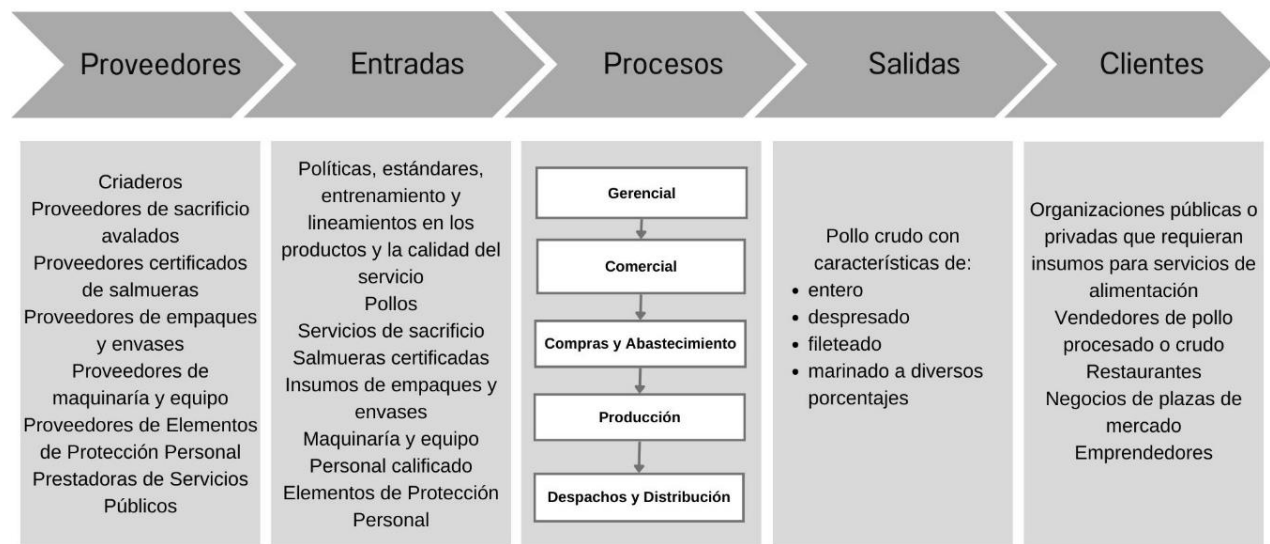 Proveedores
Entradas
Procesos
Salidas
Clientes
Criaderos
Proveedores de sacrificio
avalados
Proveedores certificados
de salmueras
Proveedores de empaques
y envases
Proveedores de
maquinaría y equipo
Proveedores de Elementos
de Protección Personal
Prestadoras de Servicios
Públicos
Políticas, estándares,
entrenamiento y
lineamientos en los
productos y la calidad del
servicio
Pollos
Servicios de sacrificio
Salmueras certificadas
Insumos de empaques y
envases
Maquinaría y equipo
Personal calificado
Elementos de Protección
Personal
Gerencial
Comercial
Compras y Abastecimiento
Producción
Despachos y Distribución
Pollo crudo con
características de:
• entero
• despresado
• fileteado
• marinado a diversos
porcentajes
Organizaciones públicas o
privadas que requieran
insumos para servicios de
alimentación
Vendedores de pollo
procesado o crudo
Restaurantes
Negocios de plazas de
mercado
Emprendedores